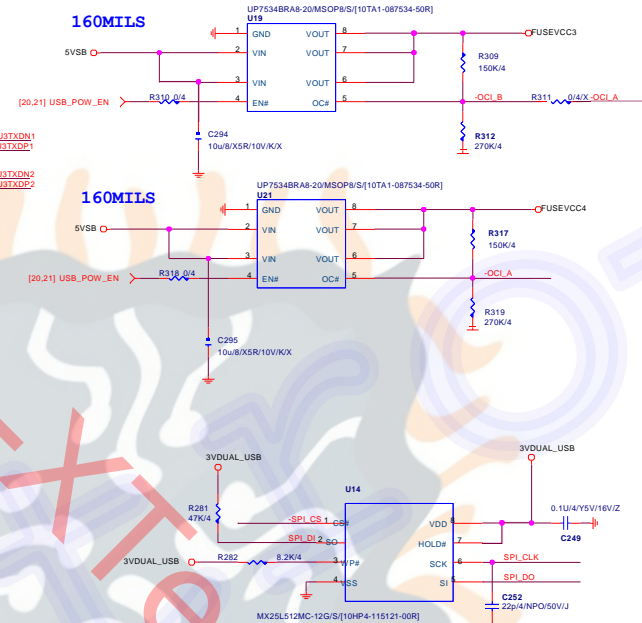 UP7534BRA8-20/MSOP8/S/[10TA1-087534-50R]
160MILS
U19
5VSB
1 GND VOUT 8
FUSEVCC3
2 VIN VOUT 7
3 VIN VOUT 6
4 EN# OC# 5
R309
150K/4
[20,21] USB_POW_EN
R310 0/4
-OCI_B
R311 0/4/X -OCI_A
C294
10u/8/X5R/10V/K/X
R312
270K/4
U3TXDN1
U3TXDP1
U3TXDN2
U3TXDP2
UP7534BRA8-20/MSOP8/S/[10TA1-087534-50R]
160MILS
U21
5VSB
1 GND VOUT 8
FUSEVCC4
2 VIN VOUT 7
3 VIN VOUT 6
4 EN# OC# 5
R317
150K/4
[20,21] USB_POW_EN
R318 0/4
-OCI_A
R319
270K/4
C295
10u/8/X5R/10V/K/X
3VDUAL_USB
3VDUAL_USB
U14
R281
47K/4
-SPI_CS 1 CS# VDD 8
0.1U/4/Y5V/16V/Z
C249
SPI_DI 2 SO HOLD# 7
3VDUAL_USB
R282 8.2K/4
3 WP# SCK 6 SPI_CLK
4 VSS SI 5 SPI_DO
C252
22p/4/NPO/50V/J
MX25L512MC-12G/S/[10HP4-115121-00R]